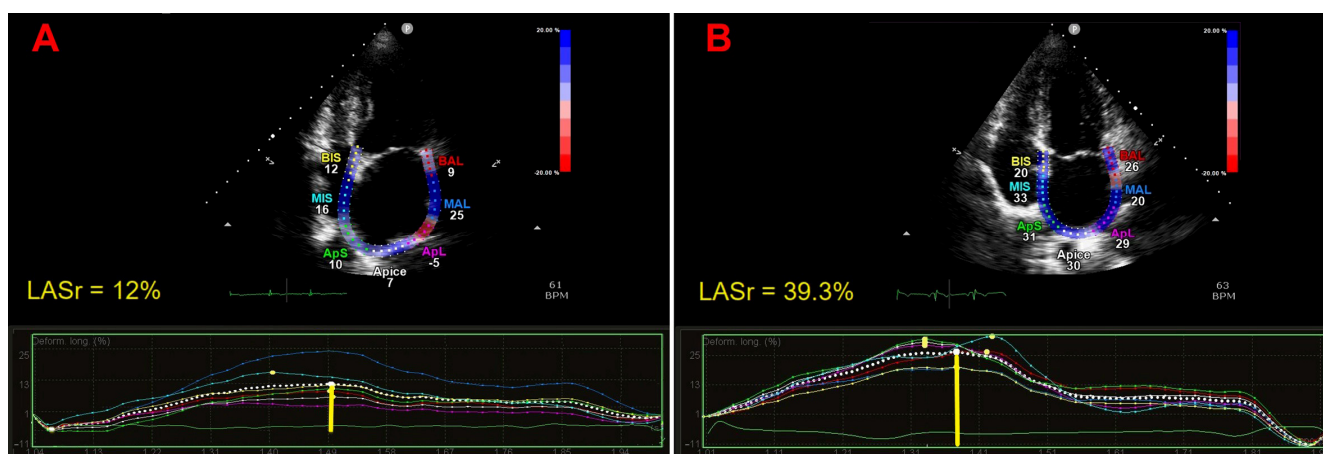 A
P
20.00 %
-20.00 %
BIS
12
BAL
9
MIS
16
MAL
25
ApS
10
ApL
-5
Apice
7
LASr = 12%
61
BPM
Deform. long. (%)
25
13
1
-11
1.04
1.13
1.22
1.31
1.40
1.49
1.58
1.67
1.76
1.85
1.94
B
P
20.00 %
-20.00 %
BIS
20
BAL
26
MIS
33
MAL
20
ApS
31
ApL
29
Apice
30
LASr = 39.3%
63
BPM
Deform. long. (%)
25
13
1
-11
1.01
1.11
1.21
1.31
1.41
1.51
1.61
1.71
1.81